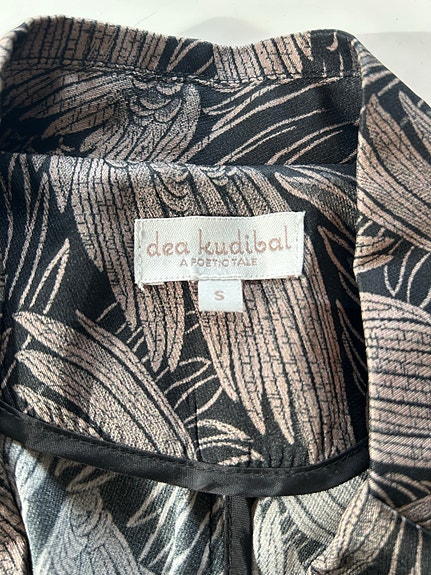 dea kudibal
A POETIC TALE
S